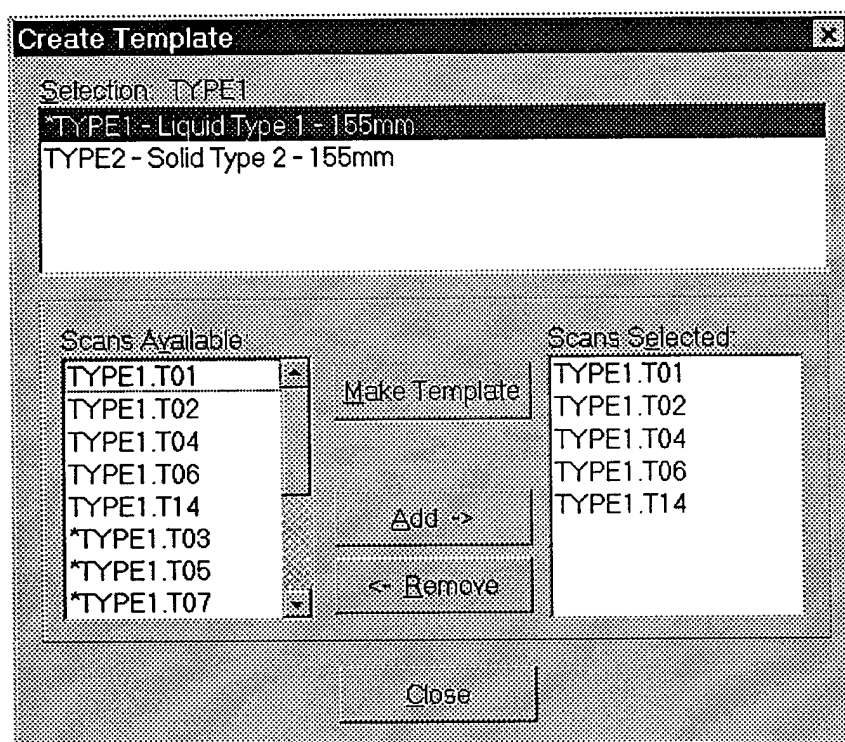 Create Template
Selection: TYPE1
*TYPE1 - Liquid Type 1 - 155mm
TYPE2 - Solid Type 2 - 155mm
Scans Available:
TYPE1.T01
TYPE1.T02
TYPE1.T04
TYPE1.T06
TYPE1.T14
*TYPE1.T03
*TYPE1.T05
*TYPE1.T07
Make Template
Add ->
<- Remove
Scans Selected:
TYPE1.T01
TYPE1.T02
TYPE1.T04
TYPE1.T06
TYPE1.T14
Close